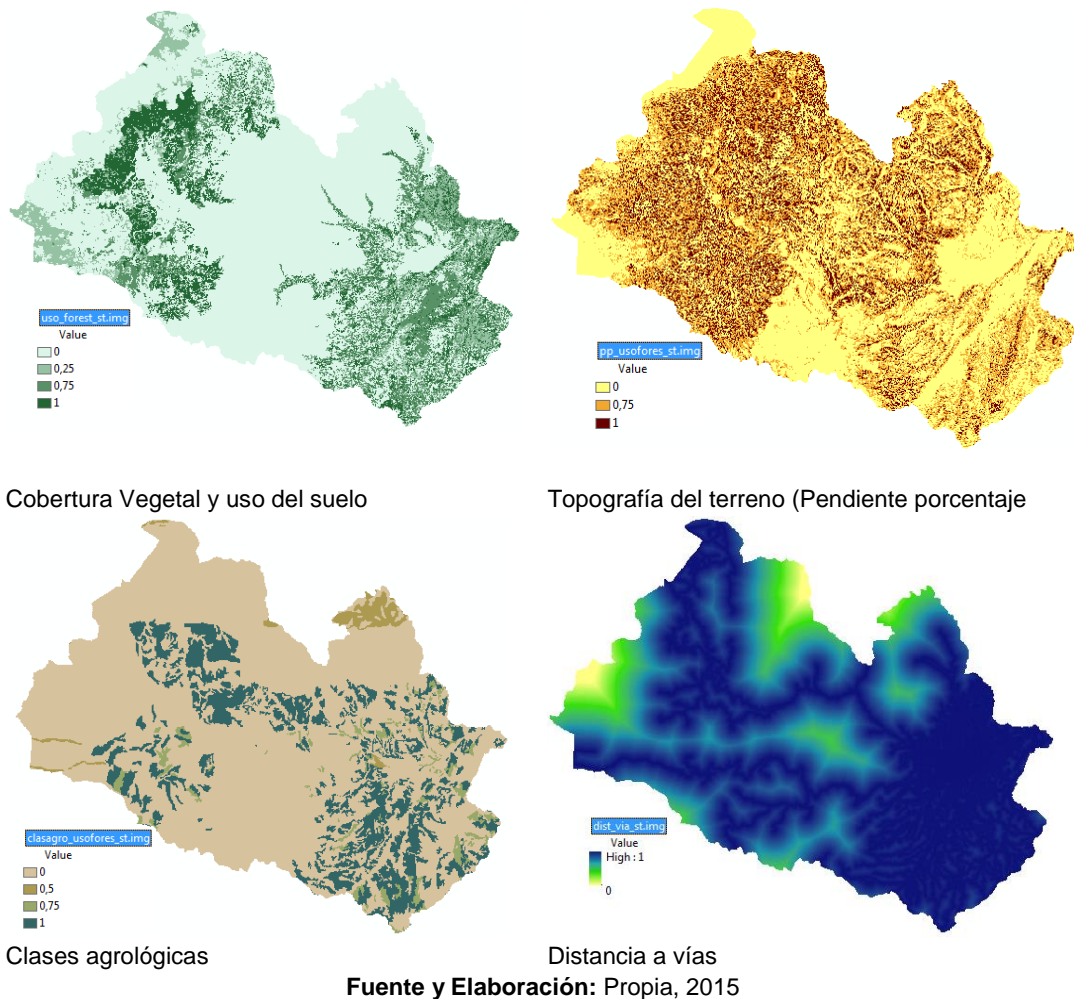 uso_forest_st.img
Value
0
0,25
0,75
1
pp_usofores_st.img
Value
0
0,75
1
Cobertura Vegetal y uso del suelo
Topografía del terreno (Pendiente porcentaje
clasagro_usofores_st.img
Value
0
0,5
0,75
1
dist_via_st.img
Value
High : 1
0
Clases agrológicas
Distancia a vías
Fuente y Elaboración: Propia, 2015